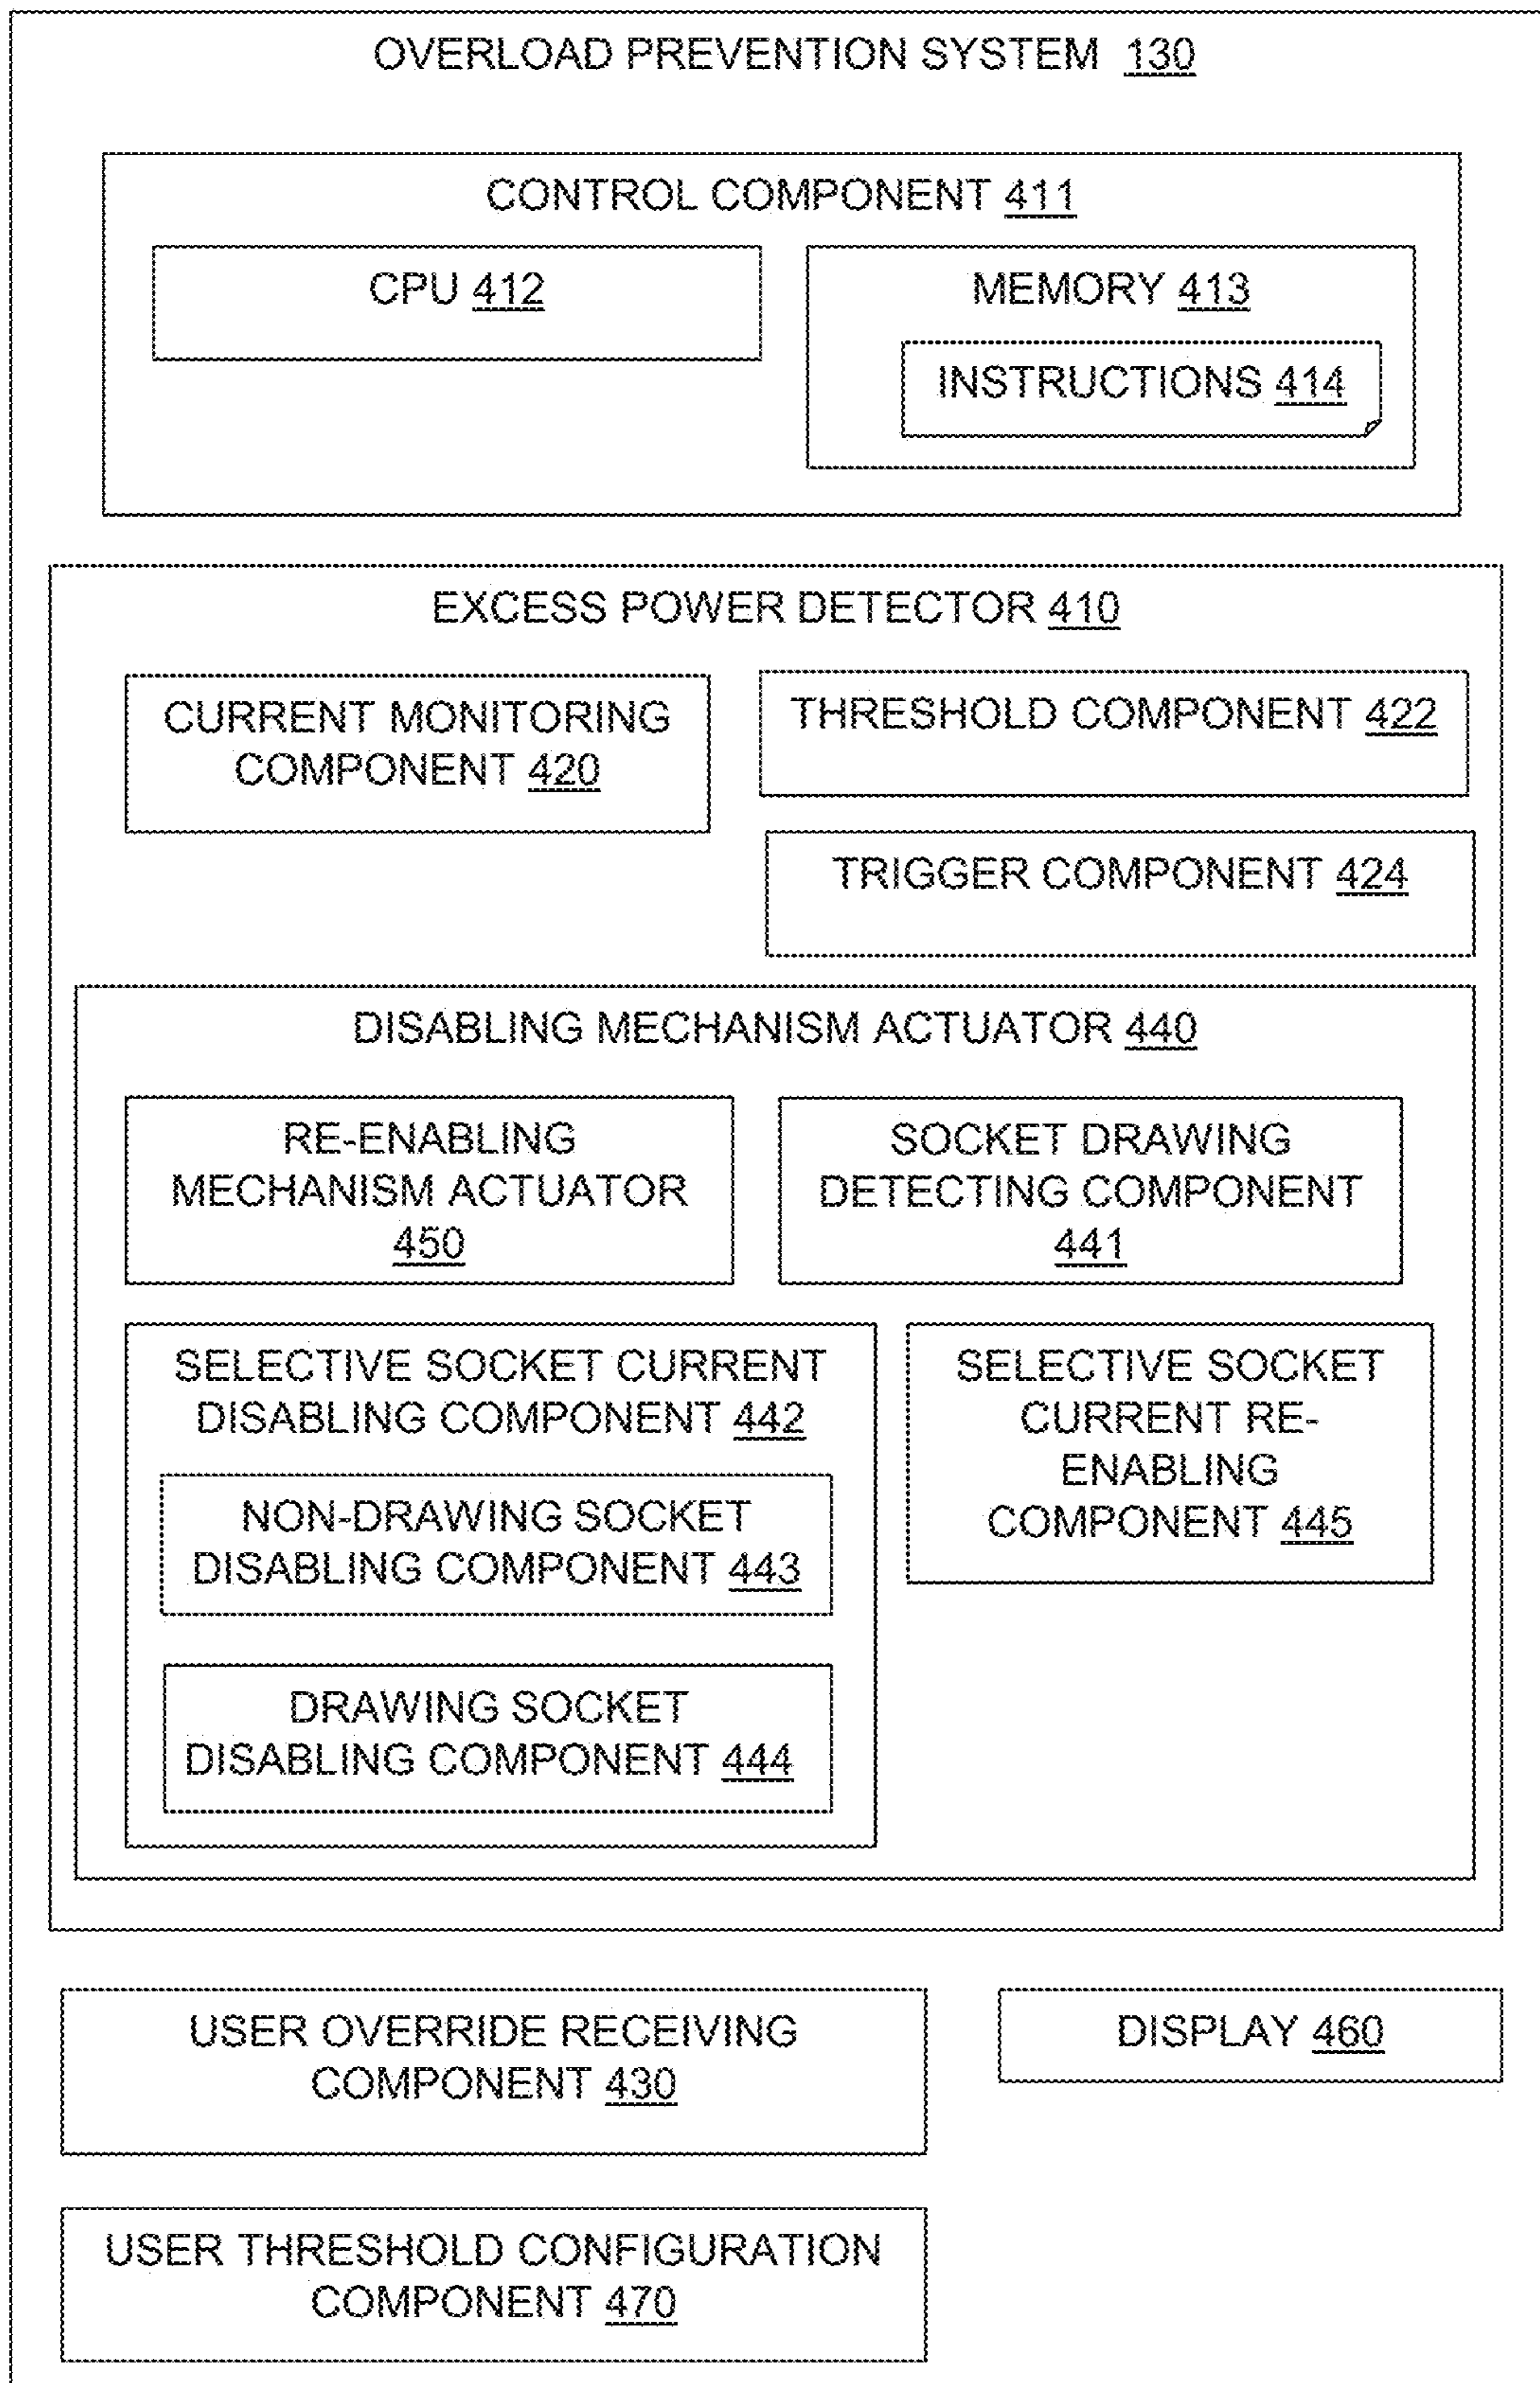 OVERLOAD PREVENTION SYSTEM 130
CONTROL COMPONENT 411
CPU 412
MEMORY 413
INSTRUCTIONS 414
EXCESS POWER DETECTOR 410
CURRENT MONITORING
COMPONENT 420
THRESHOLD COMPONENT 422
TRIGGER COMPONENT 424
DISABLING MECHANISM ACTUATOR 440
RE-ENABLING
MECHANISM ACTUATOR
450
SOCKET DRAWING
DETECTING COMPONENT
441
SELECTIVE SOCKET CURRENT
DISABLING COMPONENT 442
NON-DRAWING SOCKET
DISABLING COMPONENT 443
DRAWING SOCKET
DISABLING COMPONENT 444
SELECTIVE SOCKET
CURRENT RE-
ENABLING
COMPONENT 445
USER OVERRIDE RECEIVING
COMPONENT 430
DISPLAY 460
USER THRESHOLD CONFIGURATION
COMPONENT 470